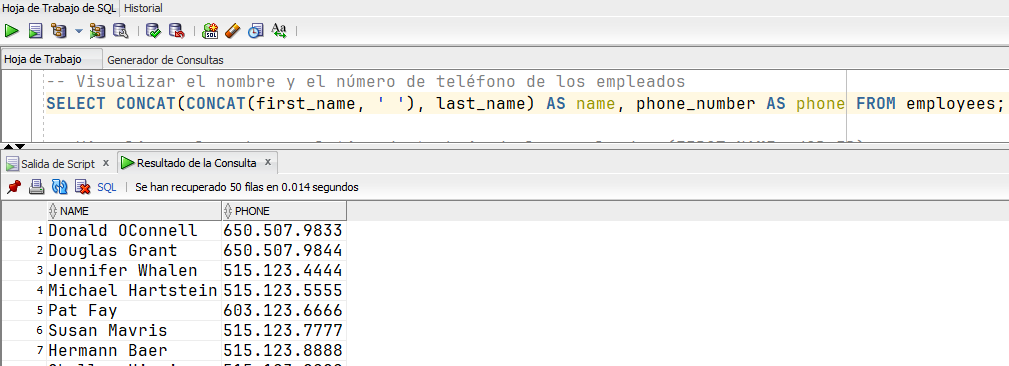 Hoja de Trabajo de SQL Historial
SQL Aa
Hoja de Trabajo Generador de Consultas
-- Visualizar el nombre y el número de teléfono de los empleados
SELECT CONCAT(CONCAT(first_name, ' '), last_name) AS name, phone_number AS phone FROM employees;
Salida de Script x Resultado de la Consulta x
SQL Se han recuperado 50 filas en 0.014 segundos
NAME PHONE
1 Donald OConnell 650.507.9833
2 Douglas Grant 650.507.9844
3 Jennifer Whalen 515.123.4444
4 Michael Hartstein 515.123.5555
5 Pat Fay 603.123.6666
6 Susan Mavris 515.123.7777
7 Hermann Baer 515.123.8888